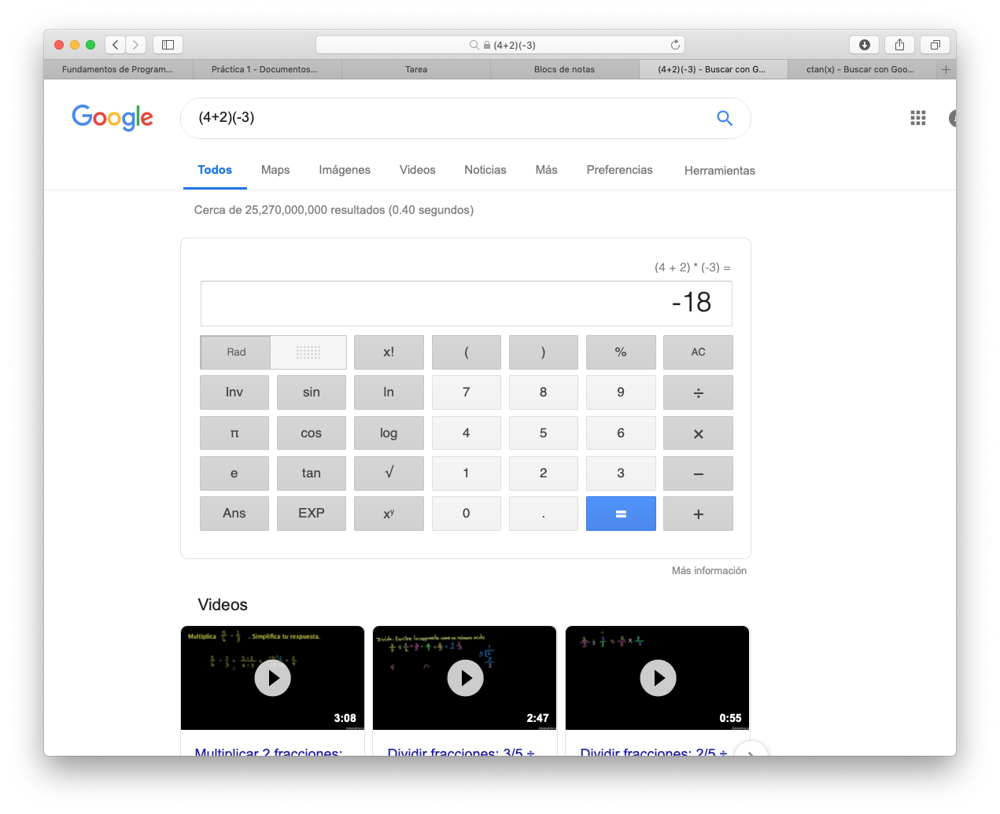 (4+2)(-3)
Fundamentos de Program...
Práctica 1 - Documentos...
Tarea
Blocs de notas
(4+2)(-3) - Buscar con G...
ctan(x) - Buscar con Goo...
Google
(4+2)(-3)
Todos Maps Imágenes Videos Noticias Más Preferencias Herramientas
Cerca de 25,270,000,000 resultados (0.40 segundos)
(4 + 2) * (-3) =
-18
Rad x! ( ) % AC
Inv sin ln 7 8 9 ÷
π cos log 4 5 6 ×
e tan √ 1 2 3 −
Ans EXP xʸ 0 . = +
Más información
Videos
Multiplica 5/6 · 2/3 . Simplifica tu respuesta.
3:08
2:47
0:55
Multiplicar 2 fracciones:
Dividir fracciones: 3/5 ÷
Dividir fracciones: 2/5 ÷